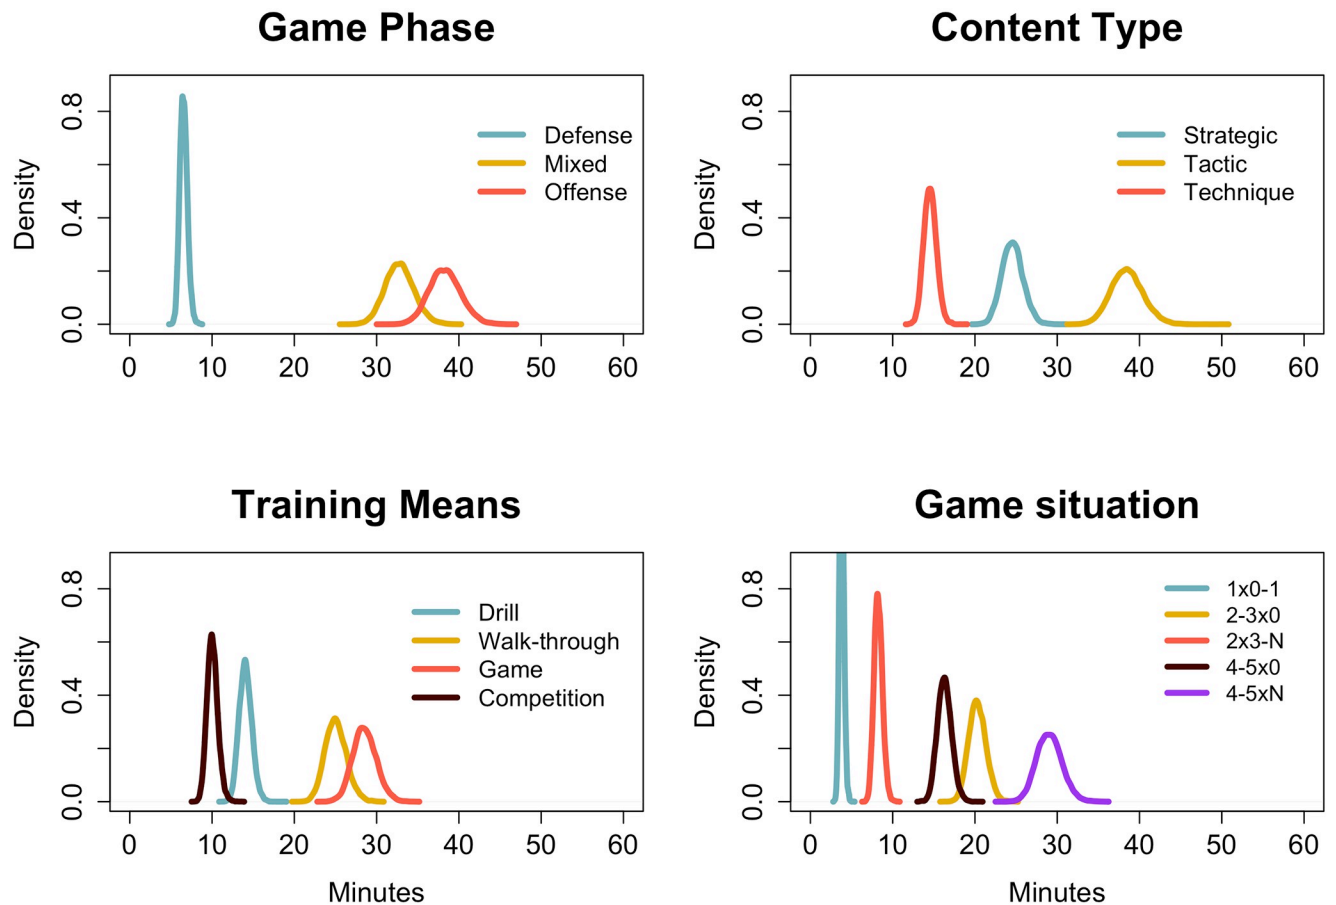 Game Phase
Density
0.0 0.4 0.8
Defense
Mixed
Offense
0 10 20 30 40 50 60
Content Type
Density
0.0 0.4 0.8
Strategic
Tactic
Technique
0 10 20 30 40 50 60
Training Means
Density
0.0 0.4 0.8
Drill
Walk-through
Game
Competition
0 10 20 30 40 50 60
Minutes
Game situation
Density
0.0 0.4 0.8
1x0-1
2-3x0
2x3-N
4-5x0
4-5xN
0 10 20 30 40 50 60
Minutes